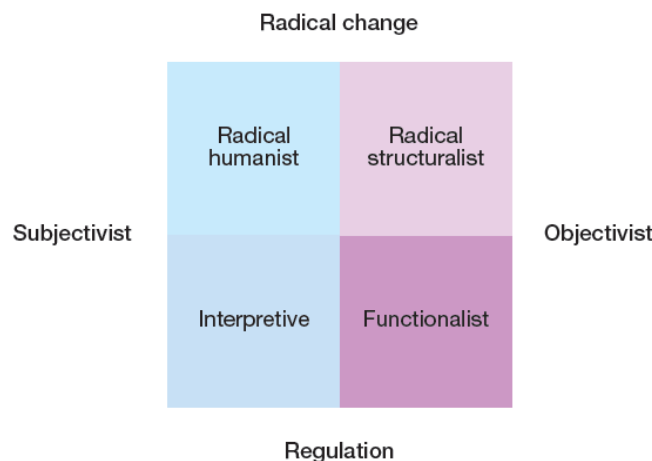 Radical change
Radical
humanist
Radical
structuralist
Subjectivist
Objectivist
Interpretive
Functionalist
Regulation